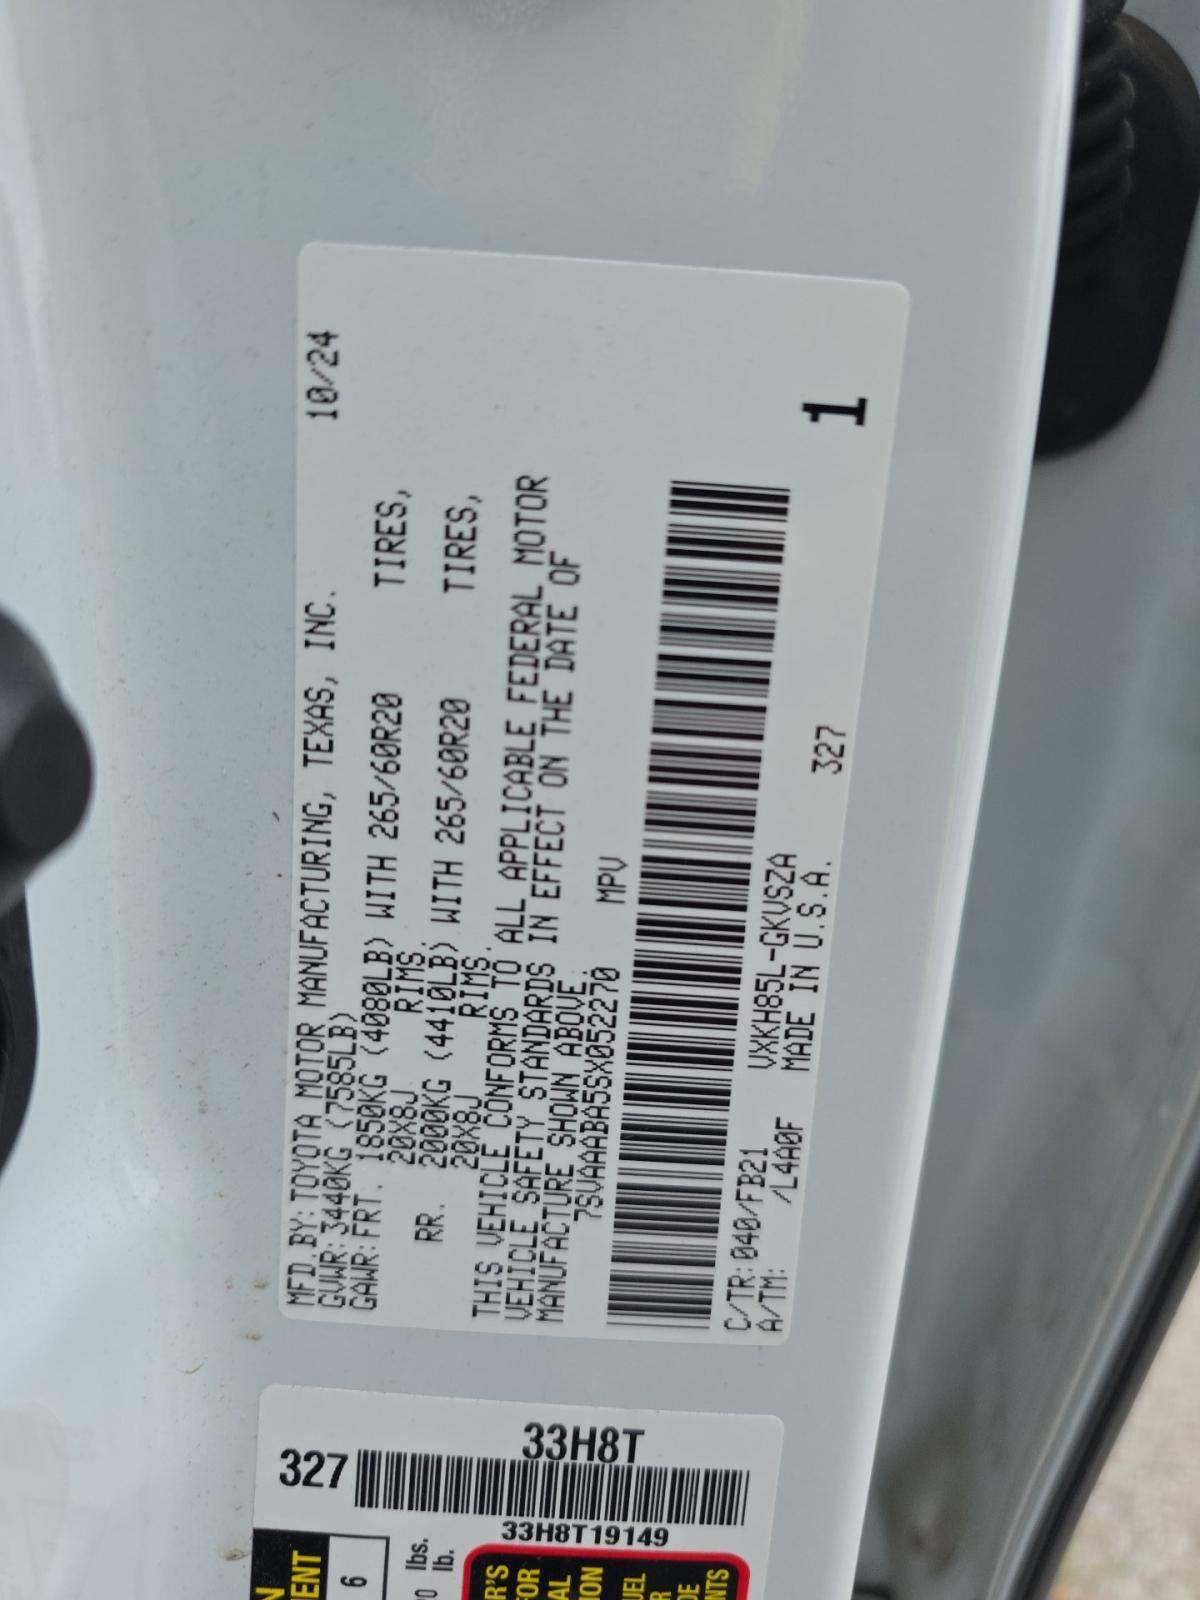 MFD.BY:TOYOTA MOTOR MANUFACTURING, TEXAS, INC. 10/24
GVWR:3440KG (7585LB)
GAWR:FRT. 1850KG (4080LB) WITH 265/60R20 TIRES,
20X8J RIMS.
RR. 2000KG (4410LB) WITH 265/60R20 TIRES,
20X8J RIMS.
THIS VEHICLE CONFORMS TO ALL APPLICABLE FEDERAL MOTOR
VEHICLE SAFETY STANDARDS IN EFFECT ON THE DATE OF
MANUFACTURE SHOWN ABOVE.
7SVAAABA5SX052270 MPV
C/TR:040/FB21 VXKH85L-GKVSZA
A/TM: /L4A0F MADE IN U.S.A. 327 1
327 33H8T
33H8T19149
6
lbs.
lb.